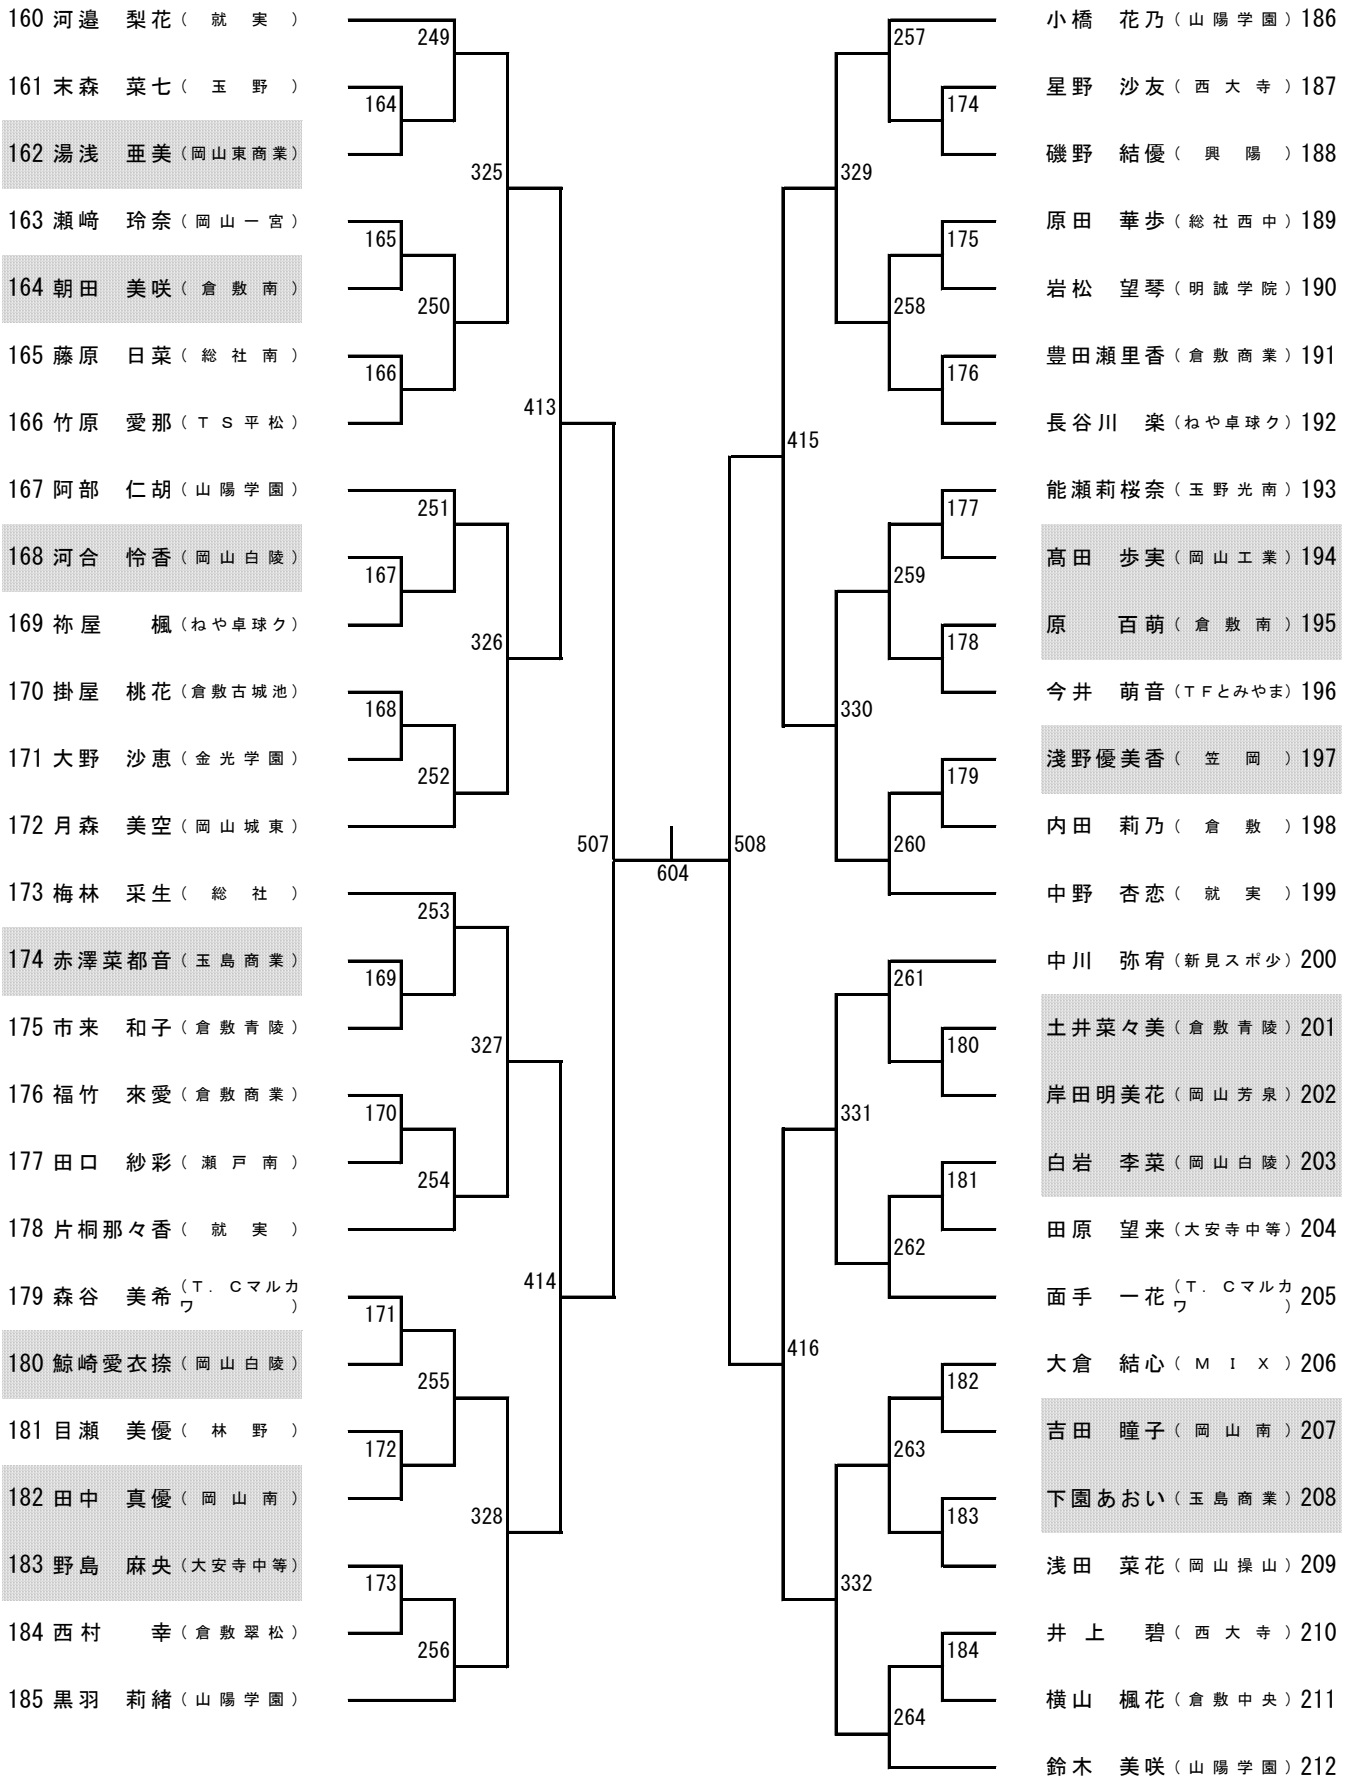 160 河邉 梨花（就実）
249
161 末森 菜七（玉野）
164
162 湯浅 亜美（岡山東商業）
325
163 瀬﨑 玲奈（岡山一宮）
165
164 朝田 美咲（倉敷南）
250
165 藤原 日菜（総社南）
166
413
166 竹原 愛那（ＴＳ平松）
167 阿部 仁胡（山陽学園）
251
168 河合 怜香（岡山白陵）
167
169 祢屋 楓（ねや卓球ク）
326
170 掛屋 桃花（倉敷古城池）
168
171 大野 沙恵（金光学園）
252
172 月森 美空（岡山城東）
507
173 梅林 采生（総社）
253
174 赤澤菜都音（玉島商業）
169
175 市来 和子（倉敷青陵）
327
176 福竹 來愛（倉敷商業）
170
177 田口 紗彩（瀬戸南）
254
178 片桐那々香（就実）
414
179 森谷 美希（Ｔ．Ｃマルカ
ワ）
171
180 鯨崎愛衣捺（岡山白陵）
255
181 目瀬 美優（林野）
172
182 田中 真優（岡山南）
328
183 野島 麻央（大安寺中等）
173
184 西村 幸（倉敷翠松）
256
185 黒羽 莉緒（山陽学園）
604
小橋 花乃（山陽学園）186
257
星野 沙友（西大寺）187
174
磯野 結優（興陽）188
329
原田 華歩（総社西中）189
175
岩松 望琴（明誠学院）190
258
豊田瀬里香（倉敷商業）191
176
長谷川 楽（ねや卓球ク）192
415
能瀬莉桜奈（玉野光南）193
177
髙田 歩実（岡山工業）194
259
原 百萌（倉敷南）195
178
今井 萌音（ＴＦとみやま）196
330
淺野優美香（笠岡）197
179
内田 莉乃（倉敷）198
508
260
中野 杏恋（就実）199
中川 弥宥（新見スポ少）200
261
土井菜々美（倉敷青陵）201
180
岸田明美花（岡山芳泉）202
331
白岩 李菜（岡山白陵）203
181
田原 望来（大安寺中等）204
262
面手 一花（Ｔ．Ｃマルカ
ワ）205
416
大倉 結心（ＭＩＸ）206
182
吉田 瞳子（岡山南）207
263
下園あおい（玉島商業）208
183
浅田 菜花（岡山操山）209
332
井上 碧（西大寺）210
184
横山 楓花（倉敷中央）211
264
鈴木 美咲（山陽学園）212